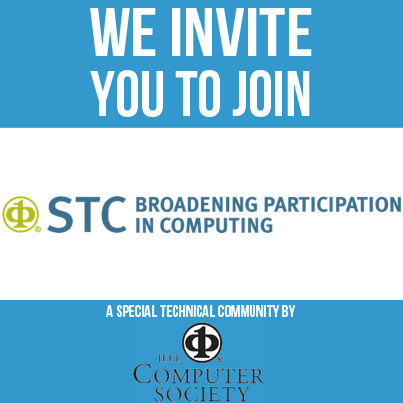 WE INVITE
YOU TO JOIN
STC BROADENING PARTICIPATION
IN COMPUTING
A SPECIAL TECHNICAL COMMUNITY BY
IEEE
COMPUTER
SOCIETY